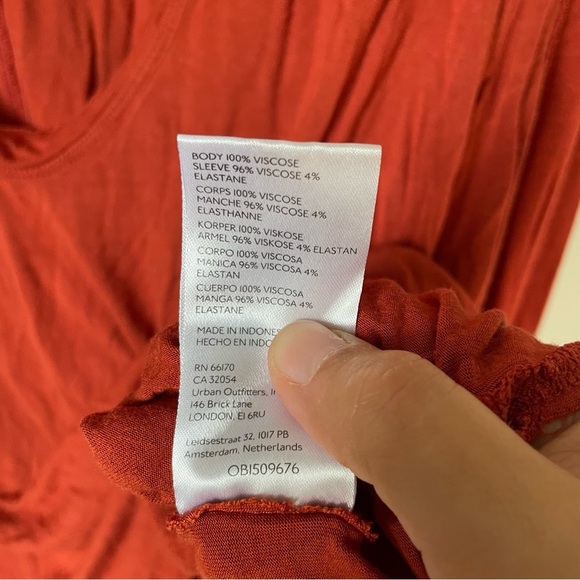 BODY 100% VISCOSE
SLEEVE 96% VISCOSE 4%
ELASTANE
CORPS 100% VISCOSE
MANCHE 96% VISCOSE 4%
ELASTHANNE
KORPER 100% VISKOSE
ARMEL 96% VISKOSE 4% ELASTAN
CORPO 100% VISCOSA
MANICA 96% VISCOSA 4%
ELASTAN
CUERPO 100% VISCOSA
MANGA 96% VISCOSA 4%
ELASTANE
MADE IN INDONES
HECHO EN INDO
RN 66170
CA 32054
Urban Outfitters, I
146 Brick Lane
LONDON, E1 6RU
Leidsestraat 32, 1017 PB
Amsterdam, Netherlands
OB1509676